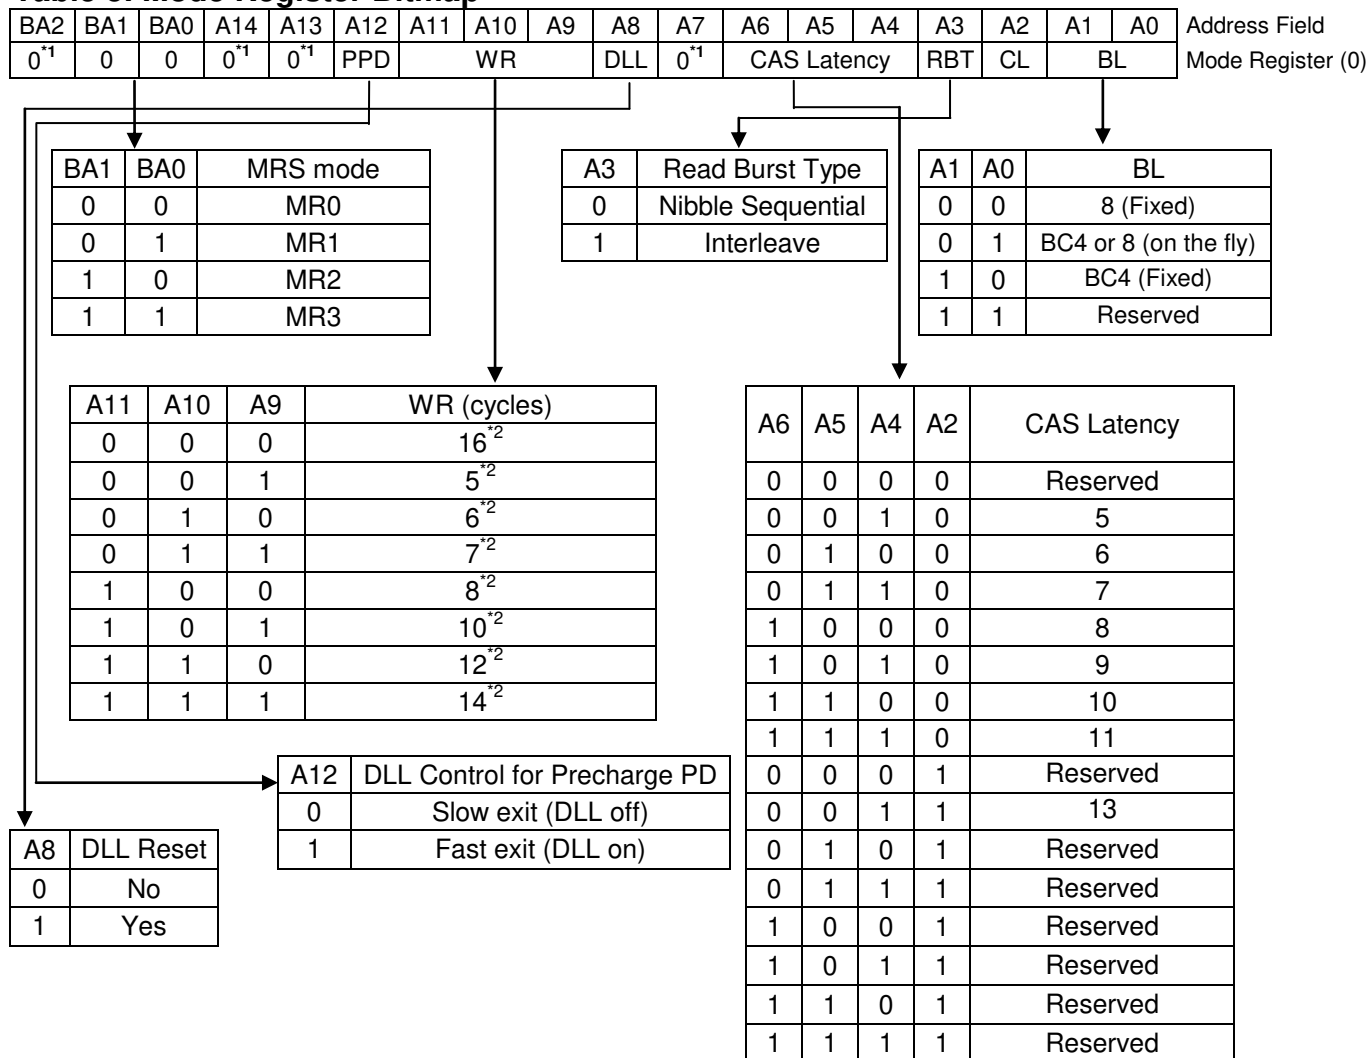 Table 5. Mode Register Bitmap
BA2 BA1 BA0 A14 A13 A12 A11 A10 A9 A8 A7 A6 A5 A4 A3 A2 A1 A0 Address Field
0*1 0 0 0*1 0*1 PPD WR DLL 0*1 CAS Latency RBT CL BL Mode Register (0)
BA1 BA0 MRS mode
0 0 MR0
0 1 MR1
1 0 MR2
1 1 MR3
A3 Read Burst Type
0 Nibble Sequential
1 Interleave
A1 A0 BL
0 0 8 (Fixed)
0 1 BC4 or 8 (on the fly)
1 0 BC4 (Fixed)
1 1 Reserved
A11 A10 A9 WR (cycles)
0 0 0 16*2
0 0 1 5*2
0 1 0 6*2
0 1 1 7*2
1 0 0 8*2
1 0 1 10*2
1 1 0 12*2
1 1 1 14*2
A6 A5 A4 A2 CAS Latency
0 0 0 0 Reserved
0 0 1 0 5
0 1 0 0 6
0 1 1 0 7
1 0 0 0 8
1 0 1 0 9
1 1 0 0 10
1 1 1 0 11
0 0 0 1 Reserved
0 0 1 1 13
0 1 0 1 Reserved
0 1 1 1 Reserved
1 0 0 1 Reserved
1 0 1 1 Reserved
1 1 0 1 Reserved
1 1 1 1 Reserved
A12 DLL Control for Precharge PD
0 Slow exit (DLL off)
1 Fast exit (DLL on)
A8 DLL Reset
0 No
1 Yes